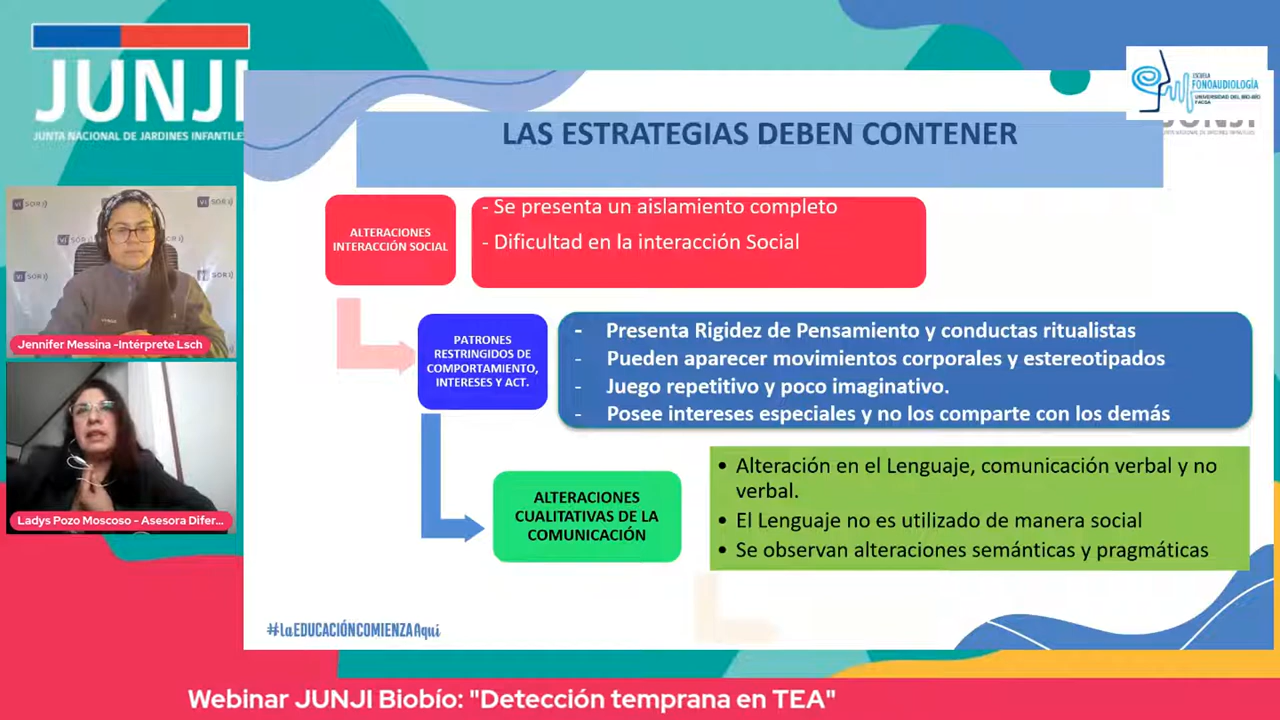 JUNJI
JUNTA NACIONAL DE JARDINES INFANTILES
ESCUELA
FONOAUDIOLOGÍA
UNIVERSIDAD DEL BÍO-BÍO
FACSA
LAS ESTRATEGIAS DEBEN CONTENER
ALTERACIONES
INTERACCIÓN SOCIAL
- Se presenta un aislamiento completo
- Dificultad en la interacción Social
PATRONES
RESTRINGIDOS DE
COMPORTAMIENTO,
INTERESES Y ACT.
- Presenta Rigidez de Pensamiento y conductas ritualistas
- Pueden aparecer movimientos corporales y estereotipados
- Juego repetitivo y poco imaginativo.
- Posee intereses especiales y no los comparte con los demás
ALTERACIONES
CUALITATIVAS DE LA
COMUNICACIÓN
• Alteración en el Lenguaje, comunicación verbal y no
verbal.
• El Lenguaje no es utilizado de manera social
• Se observan alteraciones semánticas y pragmáticas
Jennifer Messina -Intérprete Lsch
Ladys Pozo Moscoso - Asesora Difer...
#LaEDUCACIÓNCOMIENZAAquí
Webinar JUNJI Biobío: "Detección temprana en TEA"